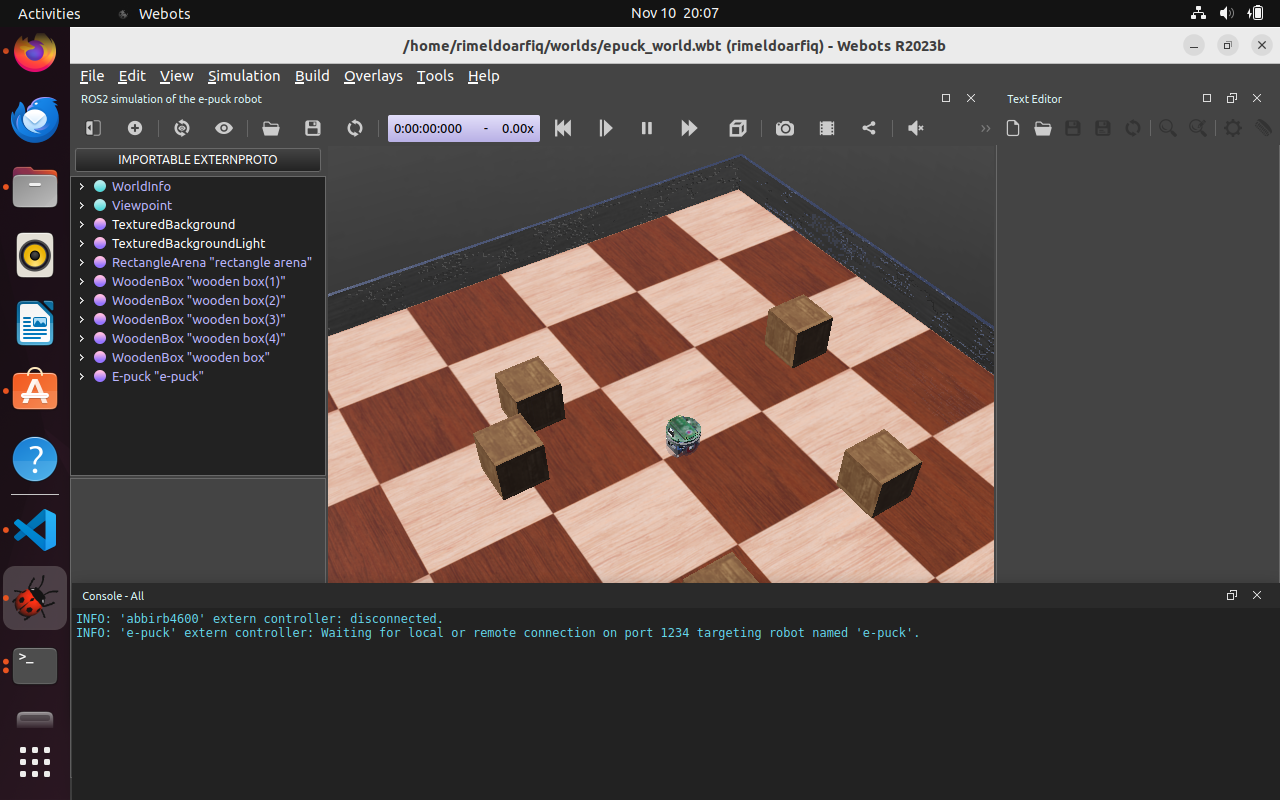 Activities
Webots
Nov 10 20:07
/home/rimeldoarfiq/worlds/epuck_world.wbt (rimeldoarfiq) - Webots R2023b
File Edit View Simulation Build Overlays Tools Help
ROS2 simulation of the e-puck robot
Text Editor
0:00:00:000 - 0.00x
IMPORTABLE EXTERNPROTO
WorldInfo
Viewpoint
TexturedBackground
TexturedBackgroundLight
RectangleArena "rectangle arena"
WoodenBox "wooden box(1)"
WoodenBox "wooden box(2)"
WoodenBox "wooden box(3)"
WoodenBox "wooden box(4)"
WoodenBox "wooden box"
E-puck "e-puck"
Console - All
INFO: 'abbirb4600' extern controller: disconnected.
INFO: 'e-puck' extern controller: Waiting for local or remote connection on port 1234 targeting robot named 'e-puck'.